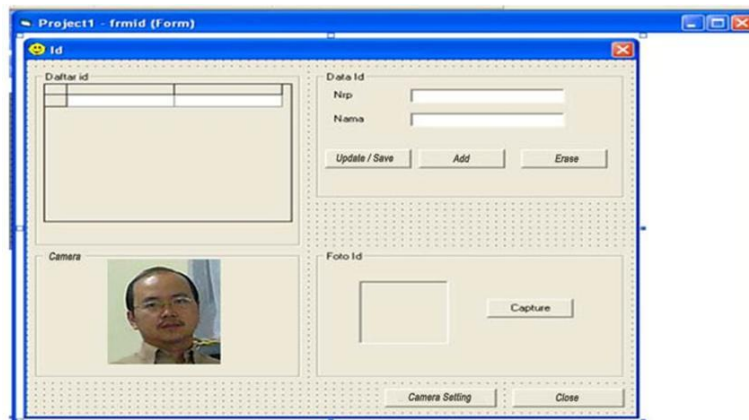 Project1 - frmid (Form)
Id
Daftar id
Data Id
Nrp
Nama
Update / Save
Add
Erase
Camera
Foto Id
Capture
Camera Setting
Close